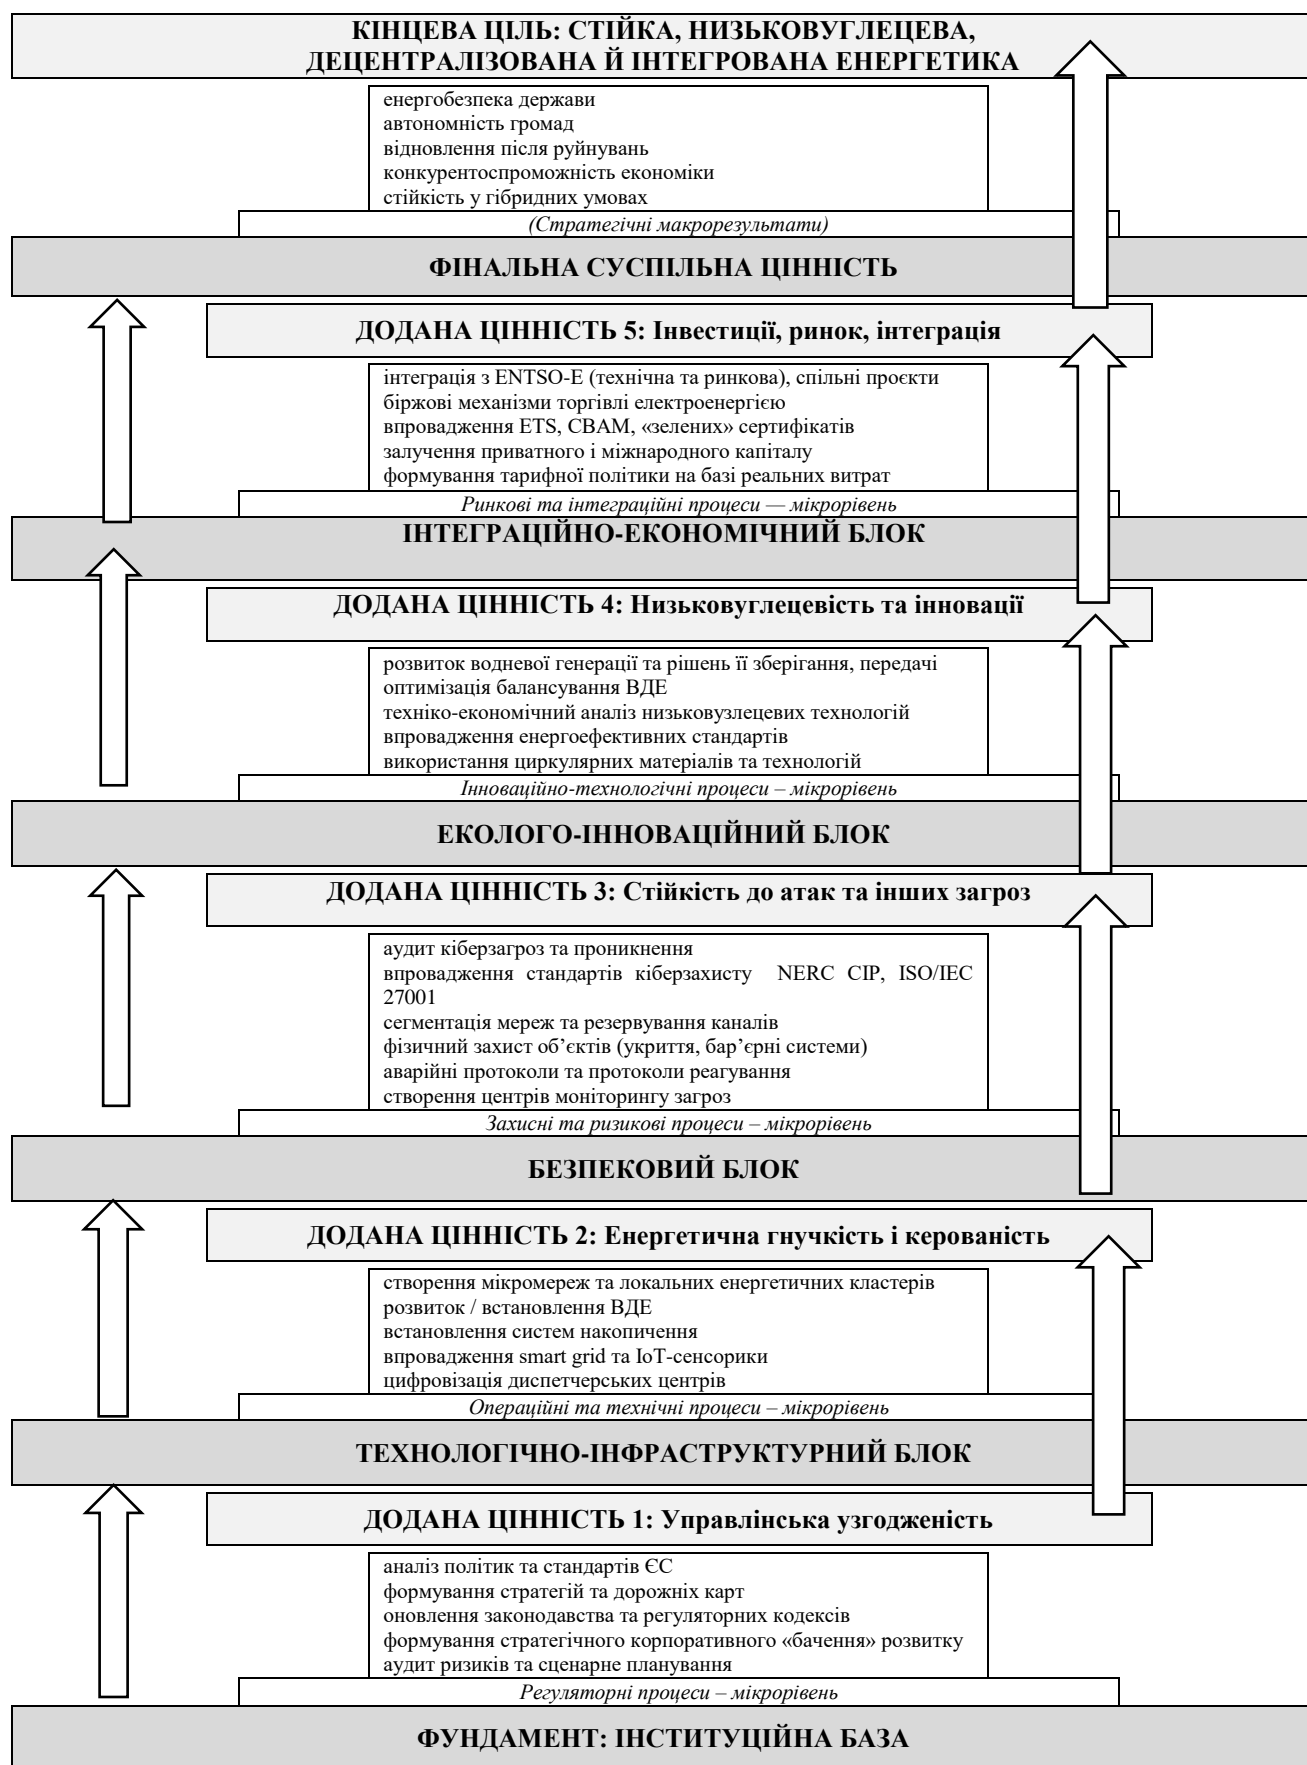 КІНЦЕВА ЦІЛЬ: СТІЙКА, НИЗЬКОВУГЛЕЦЕВА,
ДЕЦЕНТРАЛІЗОВАНА Й ІНТЕГРОВАНА ЕНЕРГЕТИКА
енергобезпека держави
автономність громад
відновлення після руйнувань
конкурентоспроможність економіки
стійкість у гібридних умовах
(Стратегічні макрорезультати)
ФІНАЛЬНА СУСПІЛЬНА ЦІННІСТЬ
ДОДАНА ЦІННІСТЬ 5: Інвестиції, ринок, інтеграція
інтеграція з ENTSO-E (технічна та ринкова), спільні проєкти
біржові механізми торгівлі електроенергією
впровадження ETS, CBAM, «зелених» сертифікатів
залучення приватного і міжнародного капіталу
формування тарифної політики на базі реальних витрат
Ринкові та інтеграційні процеси — мікрорівень
ІНТЕГРАЦІЙНО-ЕКОНОМІЧНИЙ БЛОК
ДОДАНА ЦІННІСТЬ 4: Низьковуглецевість та інновації
розвиток водневої генерації та рішень її зберігання, передачі
оптимізація балансування ВДЕ
техніко-економічний аналіз низьковузлецевих технологій
впровадження енергоефективних стандартів
використання циркулярних матеріалів та технологій
Інноваційно-технологічні процеси – мікрорівень
ЕКОЛОГО-ІННОВАЦІЙНИЙ БЛОК
ДОДАНА ЦІННІСТЬ 3: Стійкість до атак та інших загроз
аудит кіберзагроз та проникнення
впровадження стандартів кіберзахисту NERC CIP, ISO/IEC
27001
сегментація мереж та резервування каналів
фізичний захист об’єктів (укриття, бар’єрні системи)
аварійні протоколи та протоколи реагування
створення центрів моніторингу загроз
Захисні та ризикові процеси – мікрорівень
БЕЗПЕКОВИЙ БЛОК
ДОДАНА ЦІННІСТЬ 2: Енергетична гнучкість і керованість
створення мікромереж та локальних енергетичних кластерів
розвиток / встановлення ВДЕ
встановлення систем накопичення
впровадження smart grid та IoT-сенсорики
цифровізація диспетчерських центрів
Операційні та технічні процеси – мікрорівень
ТЕХНОЛОГІЧНО-ІНФРАСТРУКТУРНИЙ БЛОК
ДОДАНА ЦІННІСТЬ 1: Управлінська узгодженість
аналіз політик та стандартів ЄС
формування стратегій та дорожніх карт
оновлення законодавства та регуляторних кодексів
формування стратегічного корпоративного «бачення» розвитку
аудит ризиків та сценарне планування
Регуляторні процеси – мікрорівень
ФУНДАМЕНТ: ІНСТИТУЦІЙНА БАЗА